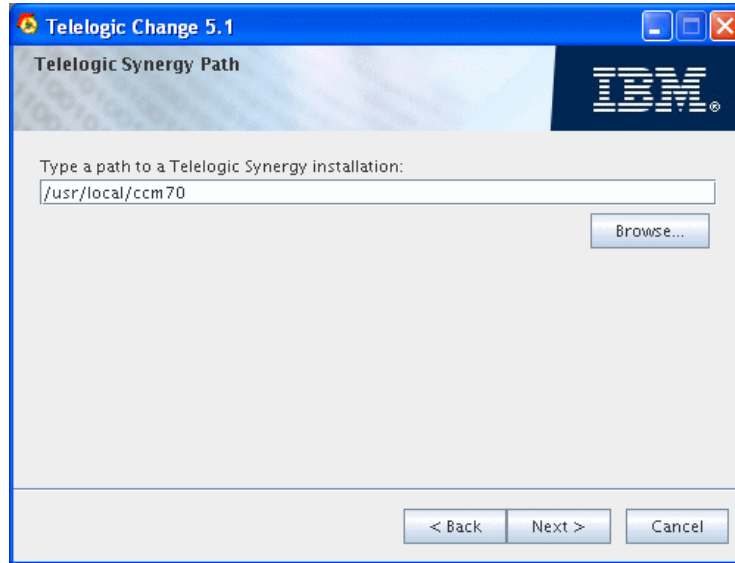 Telelogic Change 5.1
Telelogic Synergy Path
IBM®
Type a path to a Telelogic Synergy installation:
/usr/local/ccm70
Browse...
< Back
Next >
Cancel